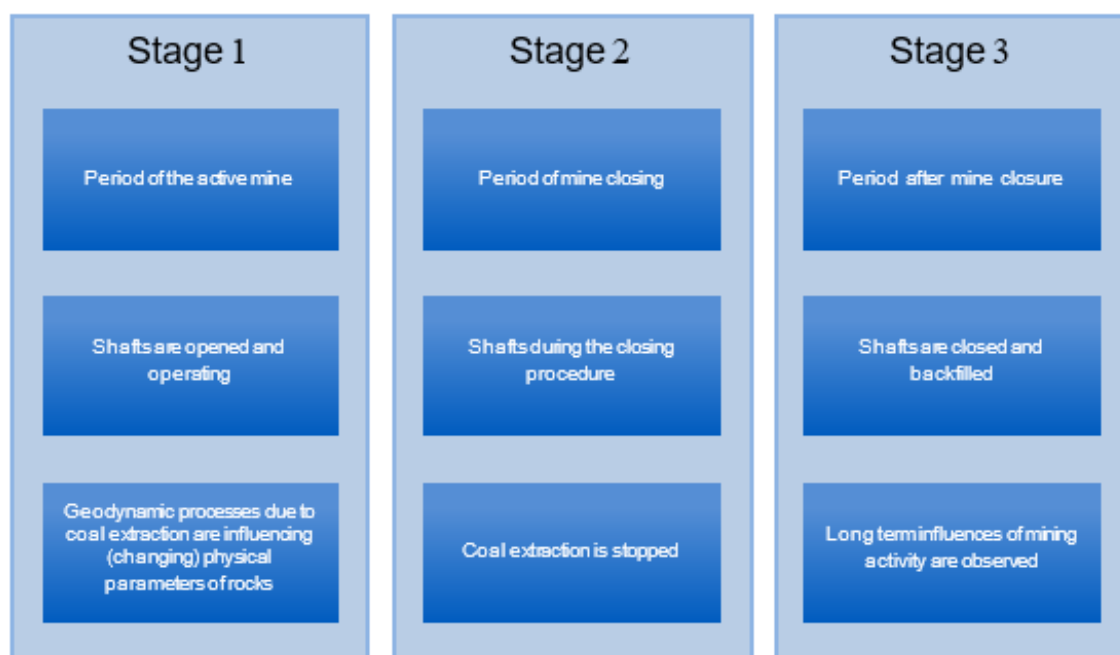 Stage 1
Period of the active mine
Shafts are opened and
operating
Geodynamic processes due to
coal extraction are influencing
(changing) physical
parameters of rocks
Stage 2
Period of mine closing
Shafts during the closing
procedure
Coal extraction is stopped
Stage 3
Period after mine closure
Shafts are closed and
backfilled
Long term influences of mining
activity are observed